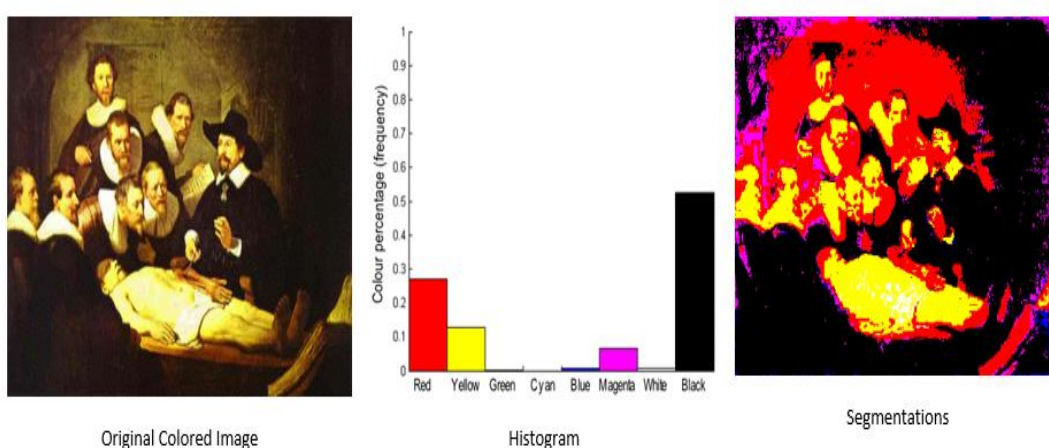 Colour percentage (frequency)
1
0.9
0.8
0.7
0.6
0.5
0.4
0.3
0.2
0.1
0
Red Yellow Green Cyan Blue Magenta White Black
Original Colored Image
Histogram
Segmentations